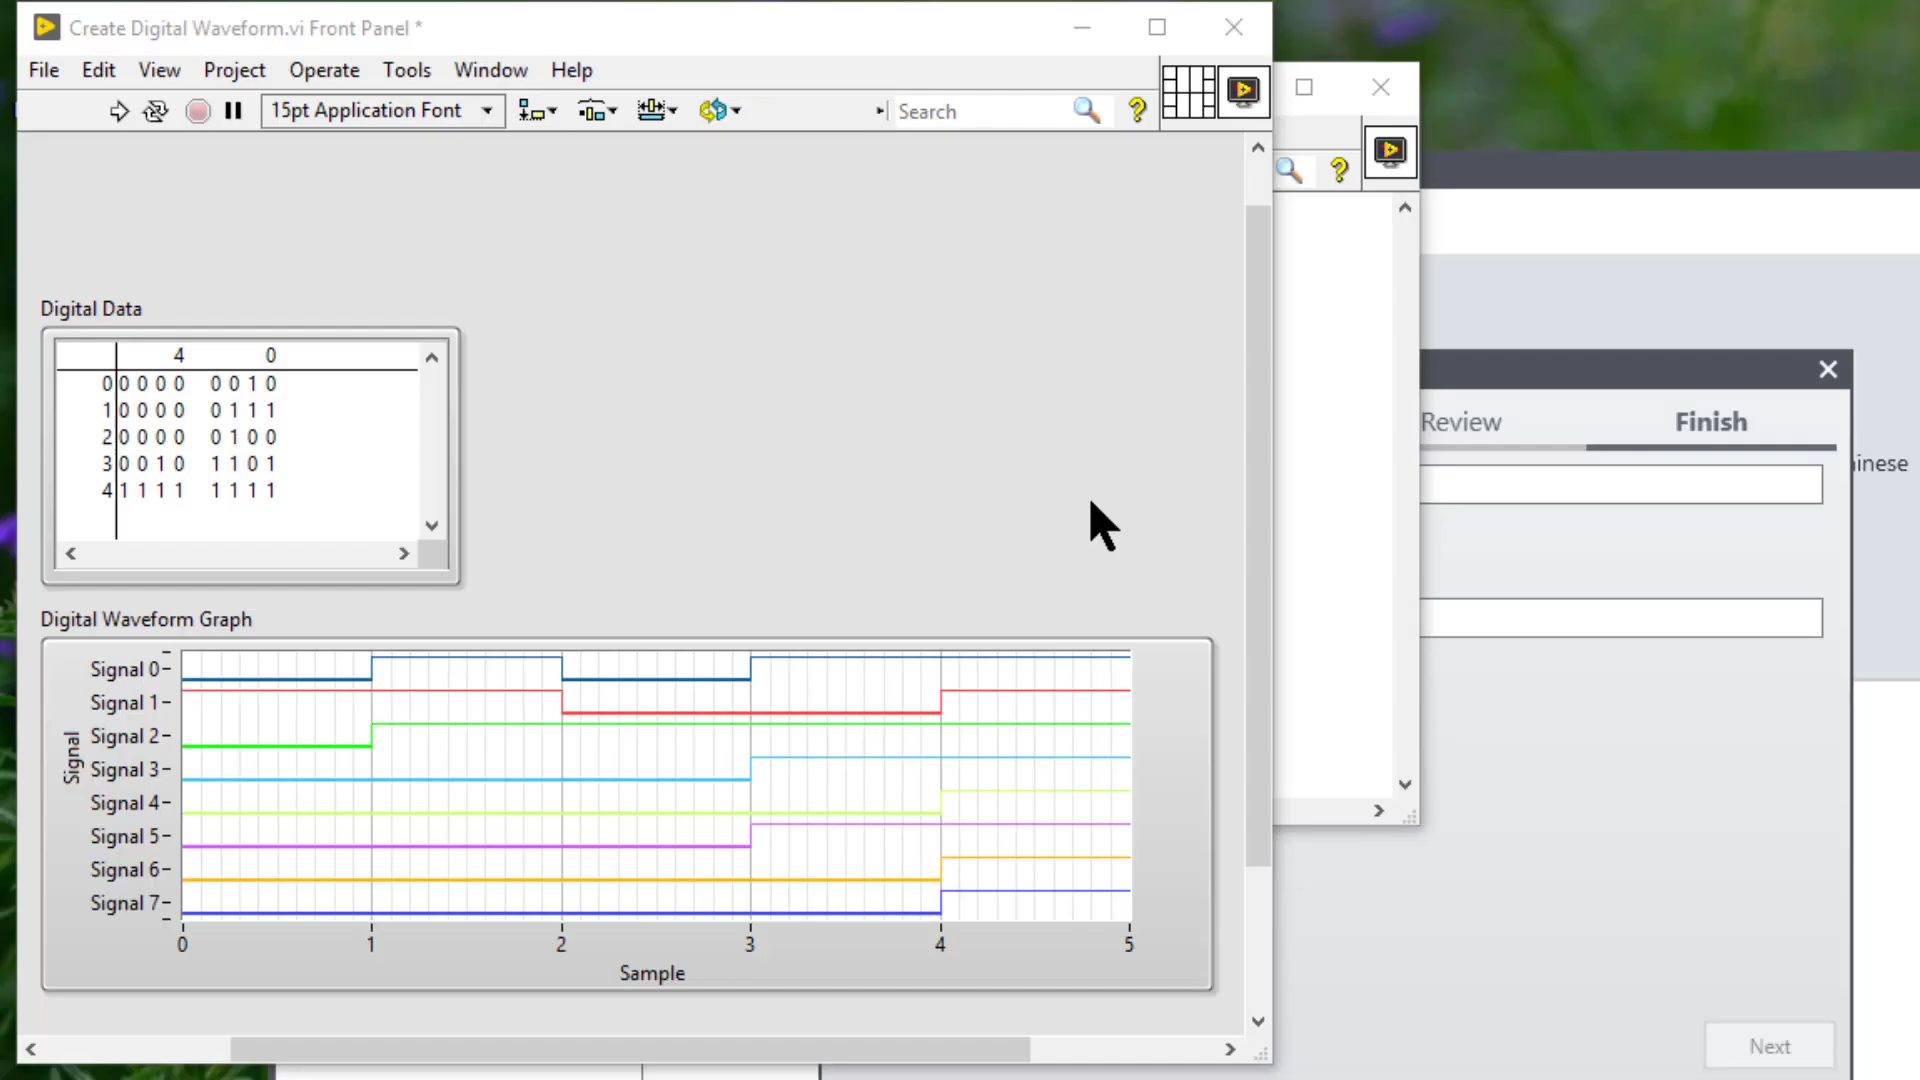 Create Digital Waveform.vi Front Panel *
File Edit View Project Operate Tools Window Help
15pt Application Font
Search
Digital Data
4 0
0 0 0 0 0 0 0 1 0
1 0 0 0 0 0 1 1 1
2 0 0 0 0 0 1 0 0
3 0 0 1 0 1 1 0 1
4 1 1 1 1 1 1 1 1
Digital Waveform Graph
Signal
Signal 0
Signal 1
Signal 2
Signal 3
Signal 4
Signal 5
Signal 6
Signal 7
0 1 2 3 4 5
Sample
Review Finish
inese
Next